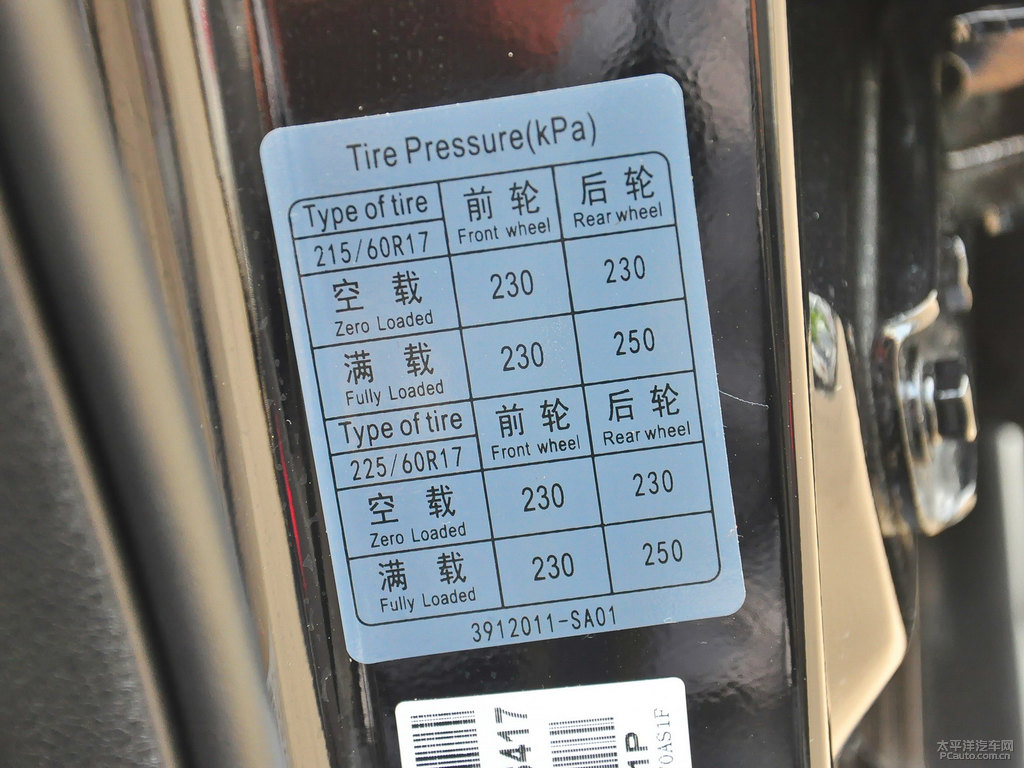 Tire Pressure(kPa)
Type of tire 前轮 后轮
215/60R17 Front wheel Rear wheel
空载 230 230
Zero Loaded
满载 230 250
Fully Loaded
Type of tire 前轮 后轮
225/60R17 Front wheel Rear wheel
空载 230 230
Zero Loaded
满载 230 250
Fully Loaded
3912011-SA01
太平洋汽车网
PCauto.com.cn